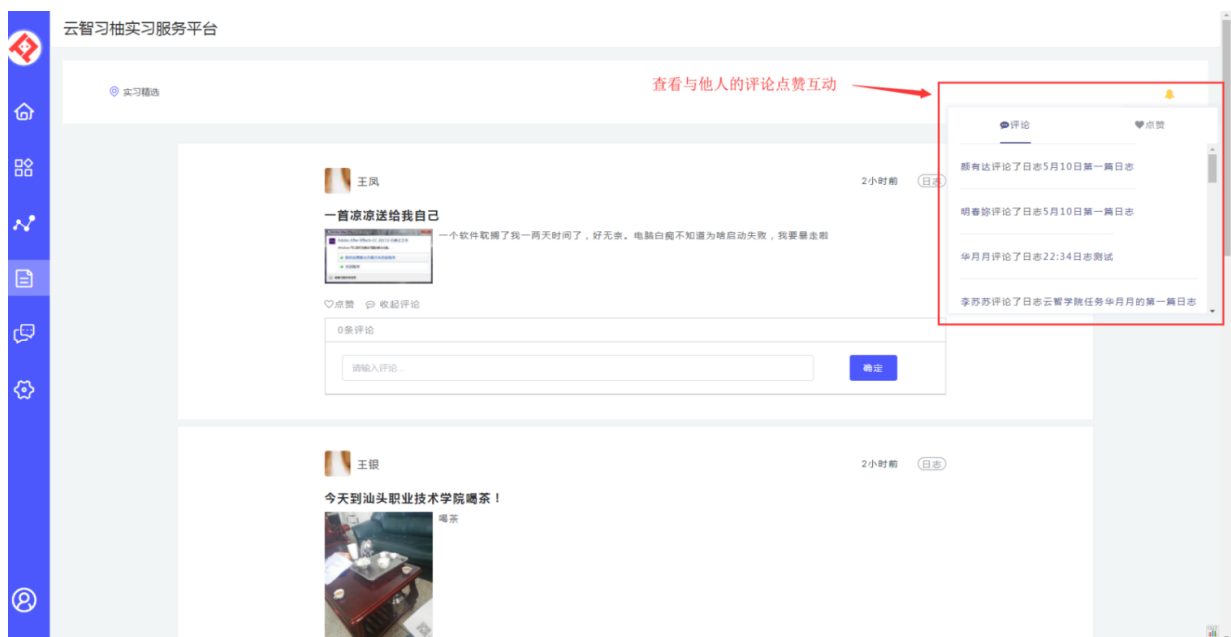 云智习柚实习服务平台
实习精选
查看与他人的评论点赞互动
评论
点赞
颜有达评论了日志5月10日第一篇日志
明春妳评论了日志5月10日第一篇日志
华月月评论了日志22:34日志测试
李苏苏评论了日志云智学院任务华月月的第一篇日志
王凤
2小时前
日志
一首凉凉送给我自己
一个软件耽搁了我一两天时间了，好无奈。电脑白痴不知道为啥启动失败，我要暴走啦
点赞
收起评论
0条评论
请输入评论...
确定
王银
2小时前
日志
今天到汕头职业技术学院喝茶！
喝茶